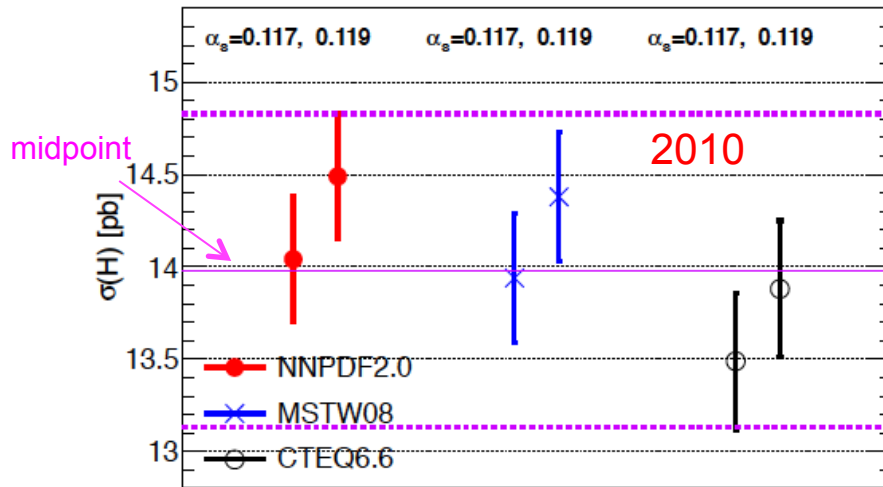 αs=0.117, 0.119 αs=0.117, 0.119 αs=0.117, 0.119
15
2010
midpoint
14.5
σ(H) [pb]
14
13.5
NNPDF2.0
MSTW08
13
CTEQ6.6